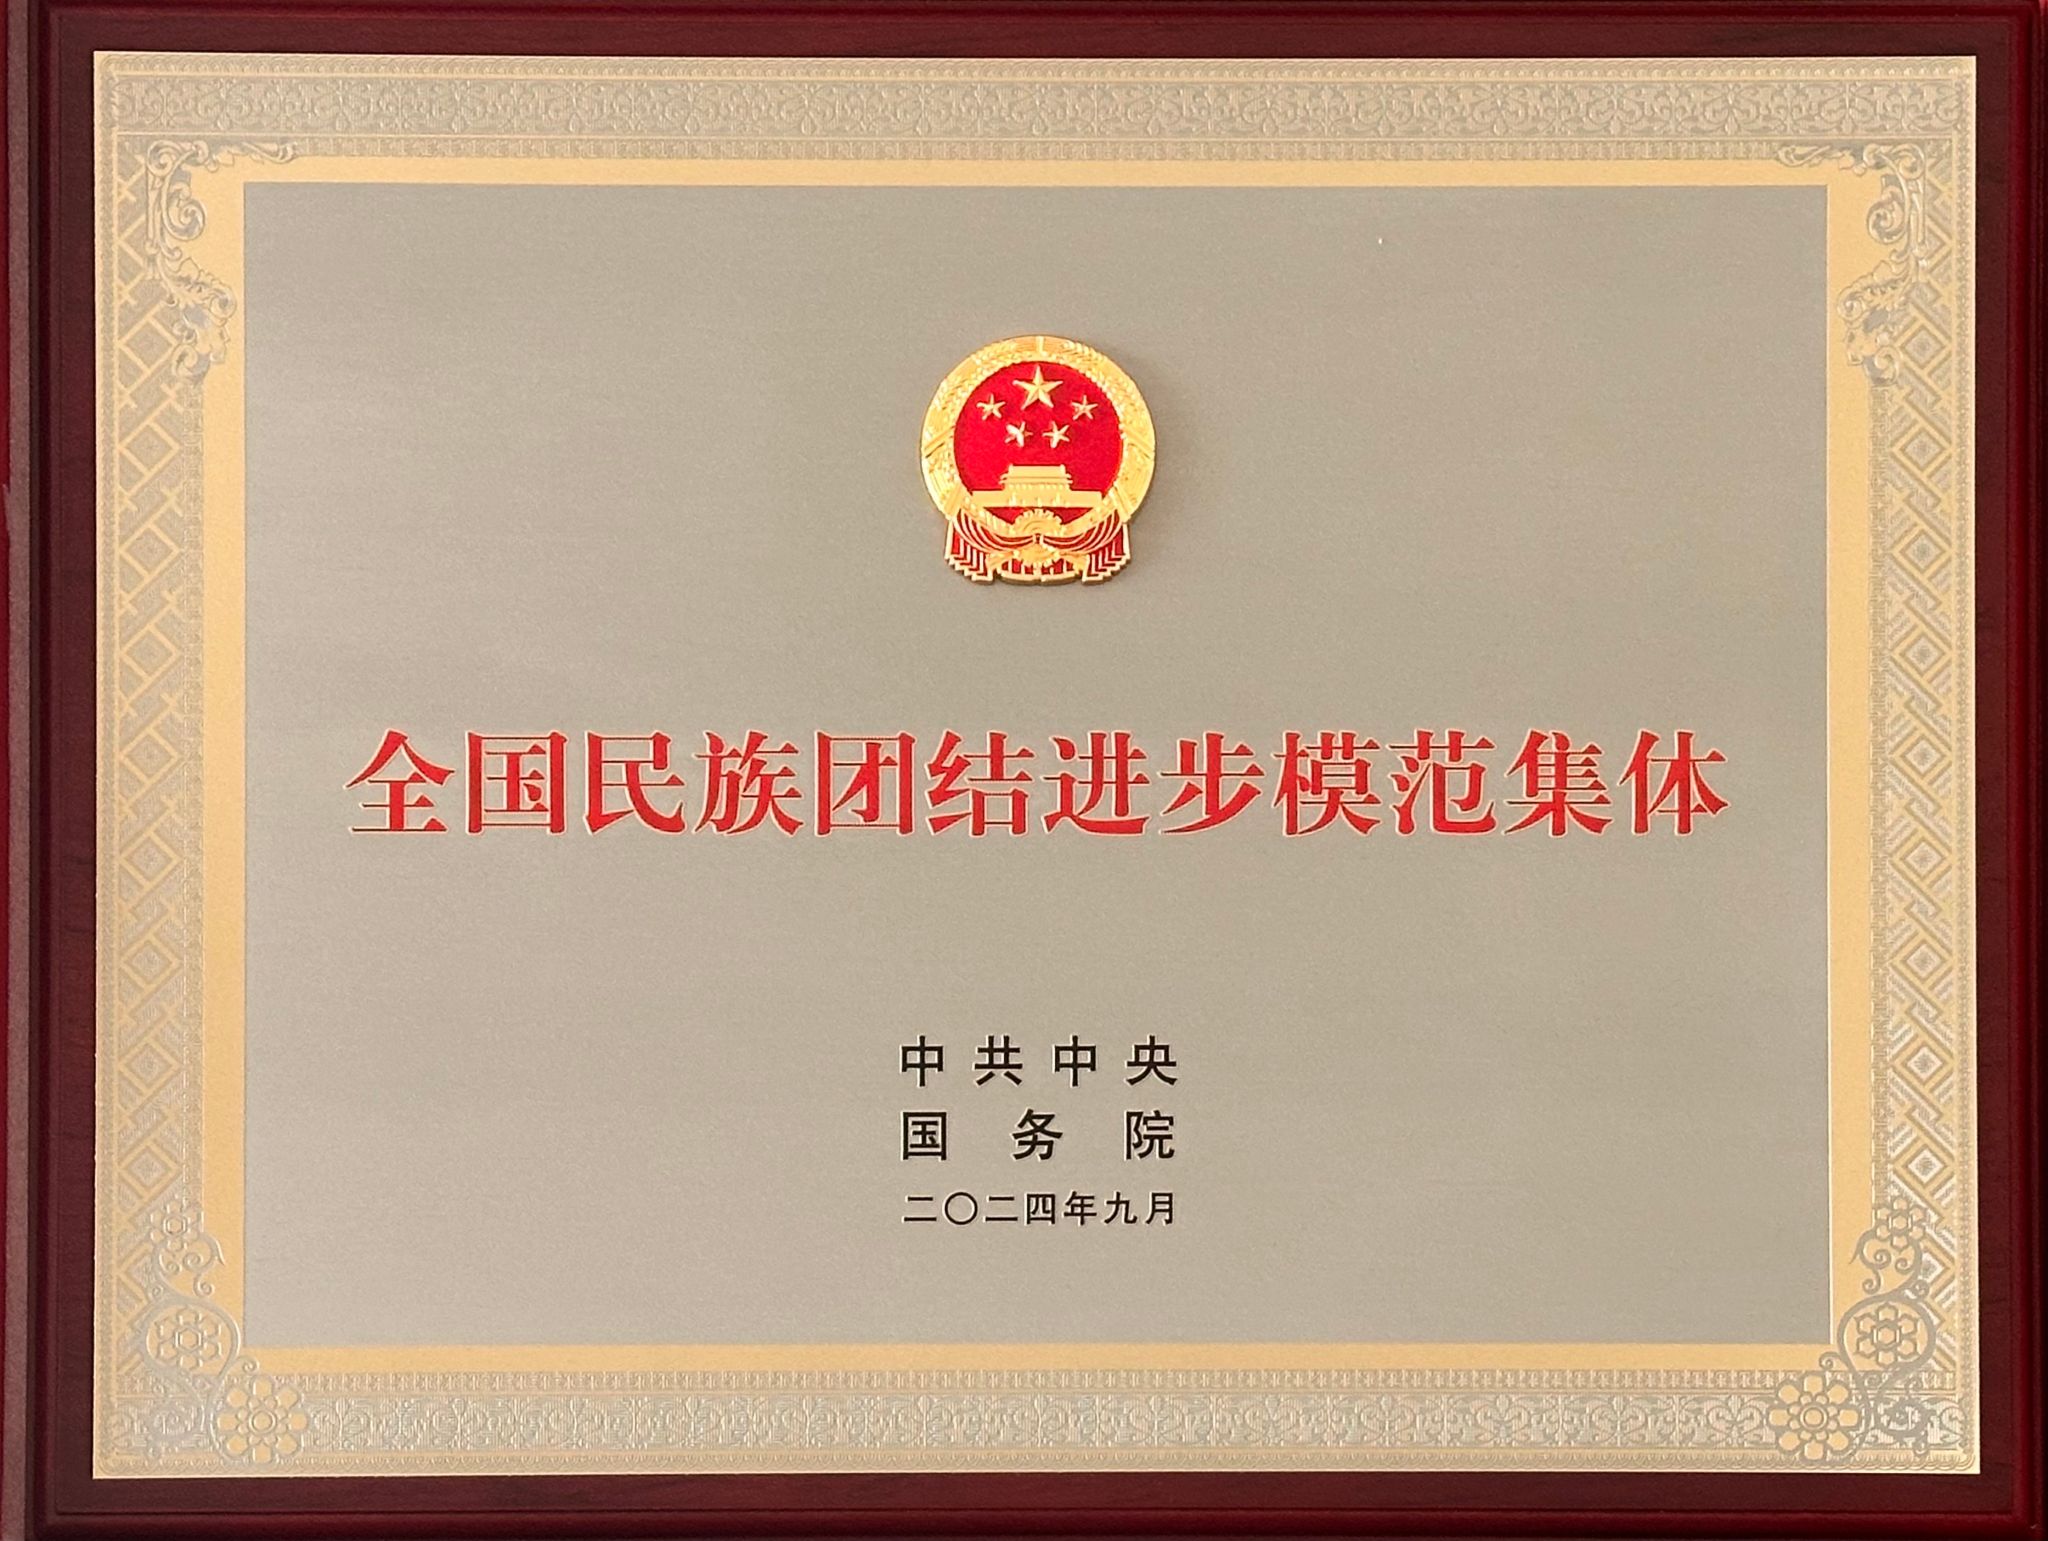 全国民族团结进步模范集体
中共中央
国务院
二〇二四年九月